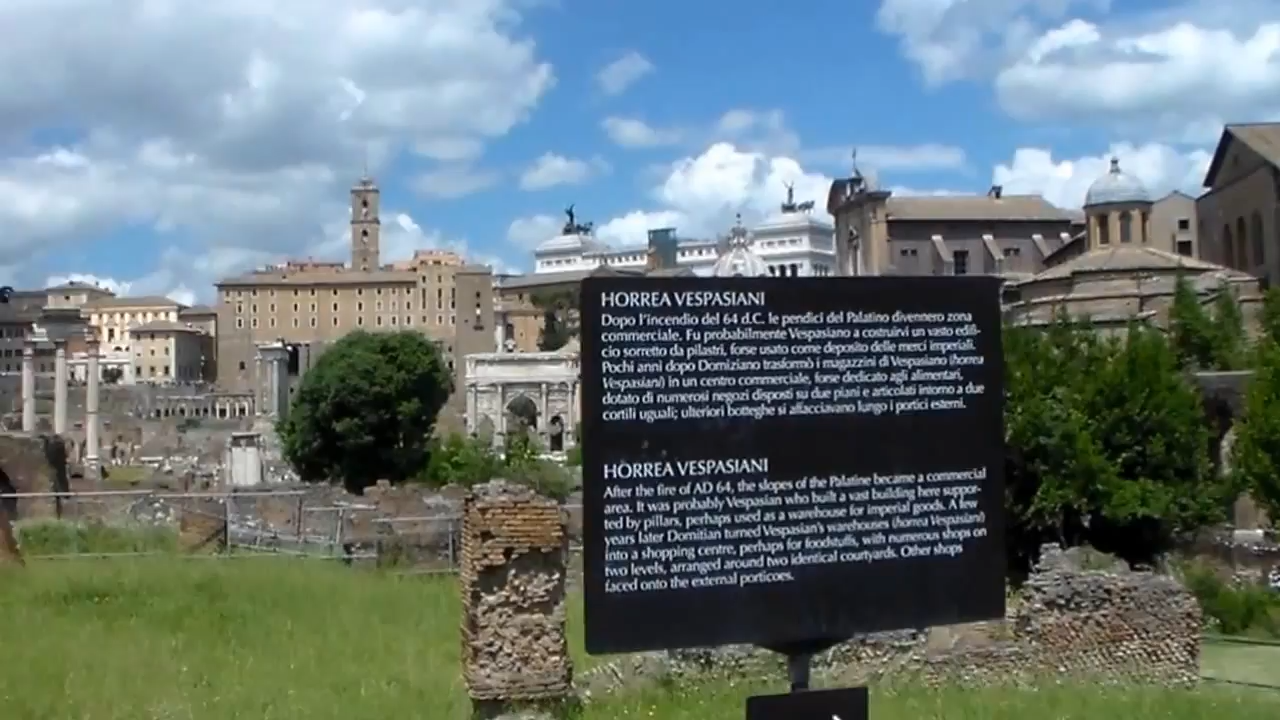 HORREA VESPASIANI
Dopo l'incendio del 64 d.C. le pendici del Palatino divennero zona
commerciale. Fu probabilmente Vespasiano a costruirvi un vasto edifi-
cio sorretto da pilastri, forse usato come deposito delle merci imperiali.
Pochi anni dopo Domiziano trasformò i magazzini di Vespasiano (horrea
Vespasiani) in un centro commerciale, forse dedicato agli alimentari,
dotato di numerosi negozi disposti su due piani e articolati intorno a due
cortili uguali; ulteriori botteghe si affacciavano lungo i portici esterni.
HORREA VESPASIANI
After the fire of AD 64, the slopes of the Palatine became a commercial
area. It was probably Vespasian who built a vast building here suppor-
ted by pillars, perhaps used as a warehouse for imperial goods. A few
years later Domitian turned Vespasian's warehouses (horrea Vespasiani)
into a shopping centre, perhaps for foodstuffs, with numerous shops on
two levels, arranged around two identical courtyards. Other shops
faced onto the external porticoes.